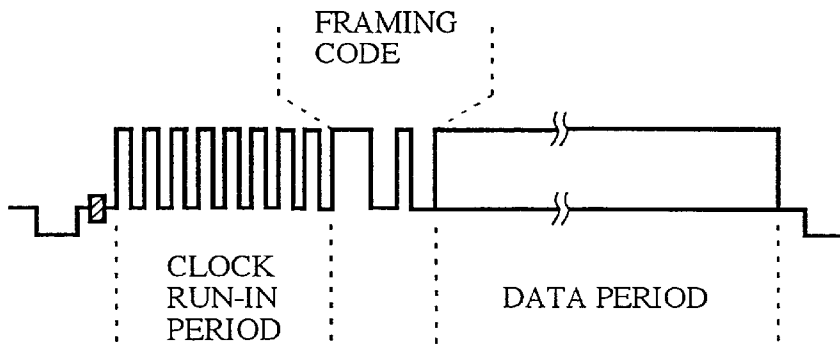 FRAMING
CODE
CLOCK
RUN-IN
PERIOD
DATA PERIOD